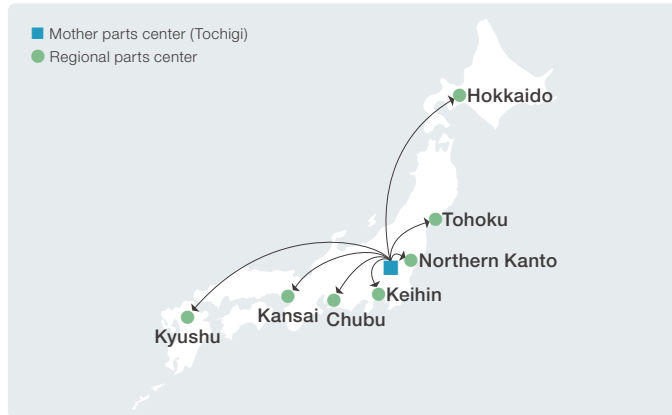 Mother parts center (Tochigi)
Regional parts center
Hokkaido
Tohoku
Northern Kanto
Keihin
Kansai
Chubu
Kyushu